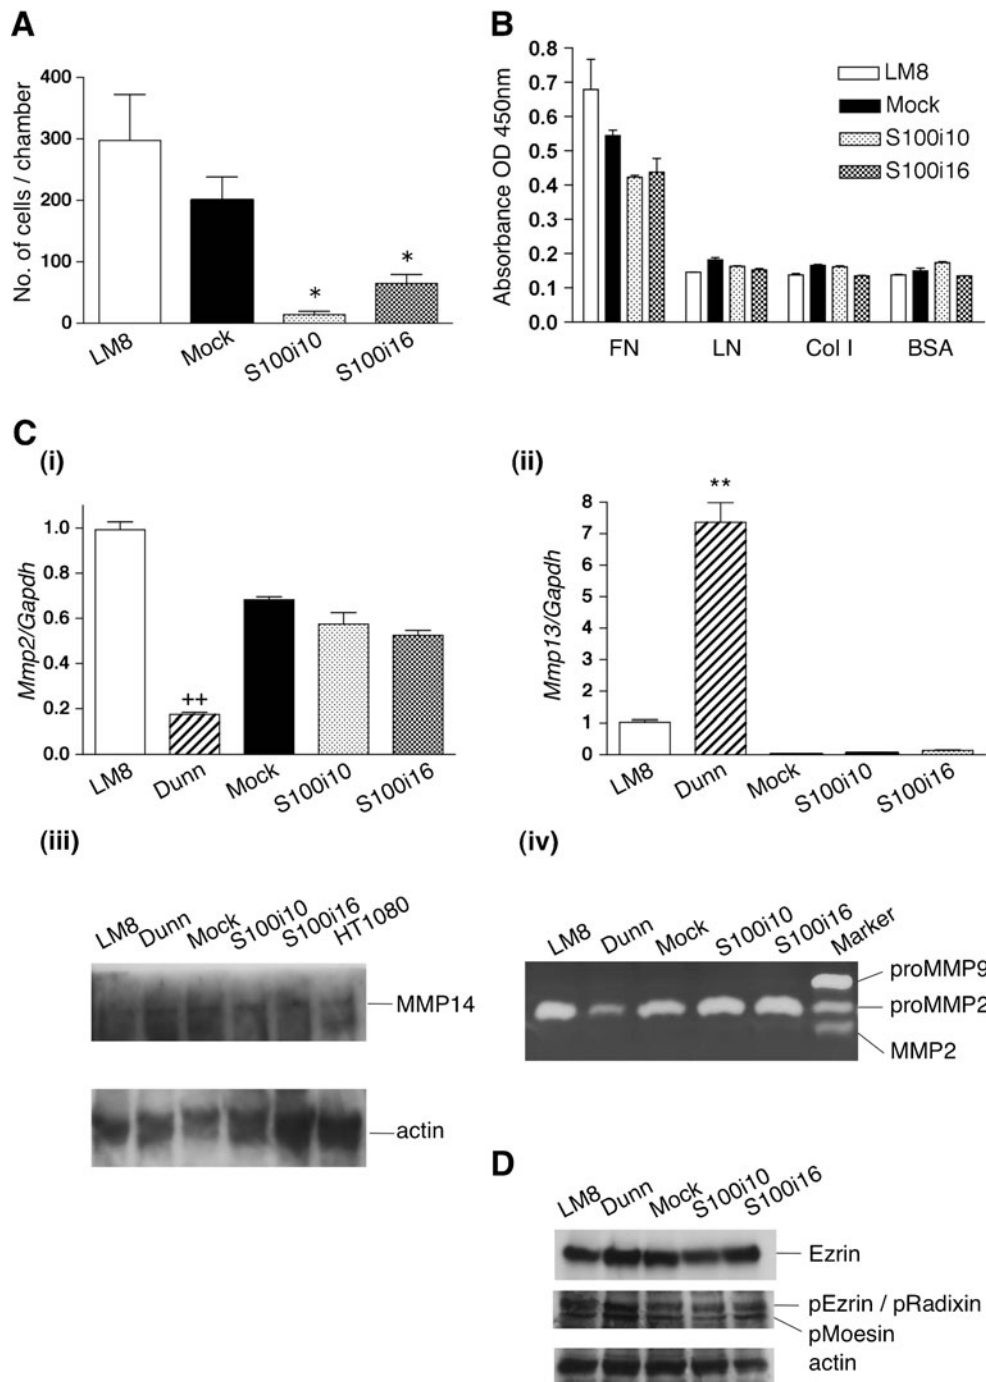 A
No. of cells / chamber
400
300
200
100
0
LM8
Mock
S100i10
S100i16
*
*
B
Absorbance OD 450nm
0.8
0.7
0.6
0.5
0.4
0.3
0.2
0.1
0.0
FN
LN
Col I
BSA
LM8
Mock
S100i10
S100i16
C
(i)
Mmp2/Gapdh
1.0
0.8
0.6
0.4
0.2
0.0
++
LM8
Dunn
Mock
S100i10
S100i16
(ii)
Mmp13/Gapdh
8
7
6
5
4
3
2
1
0
**
LM8
Dunn
Mock
S100i10
S100i16
(iii)
LM8
Dunn
Mock
S100i10
S100i16
HT1080
MMP14
actin
(iv)
LM8
Dunn
Mock
S100i10
S100i16
Marker
proMMP9
proMMP2
MMP2
D
LM8
Dunn
Mock
S100i10
S100i16
Ezrin
pEzrin / pRadixin
pMoesin
actin